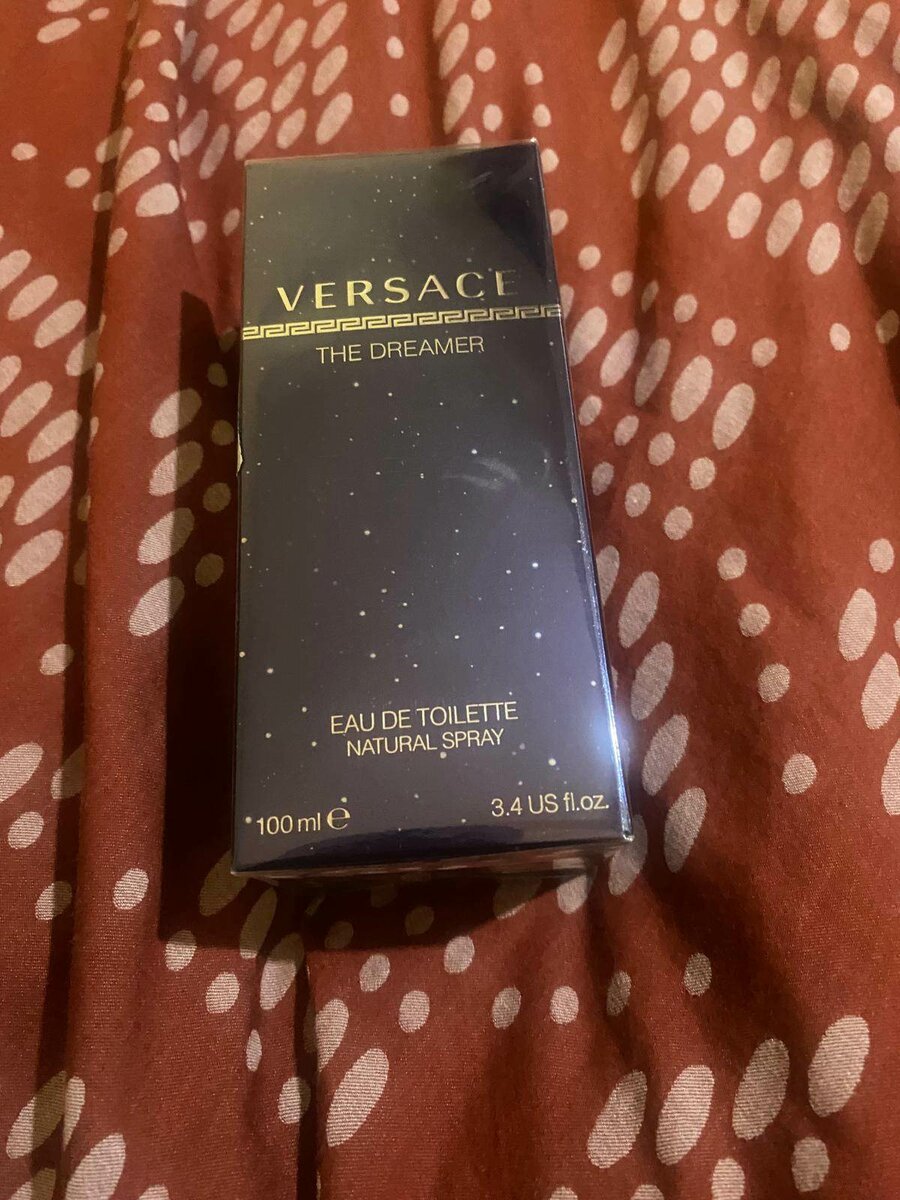 VERSACE
THE DREAMER
EAU DE TOILETTE
NATURAL SPRAY
100 ml ℮
3.4 US fl.oz.